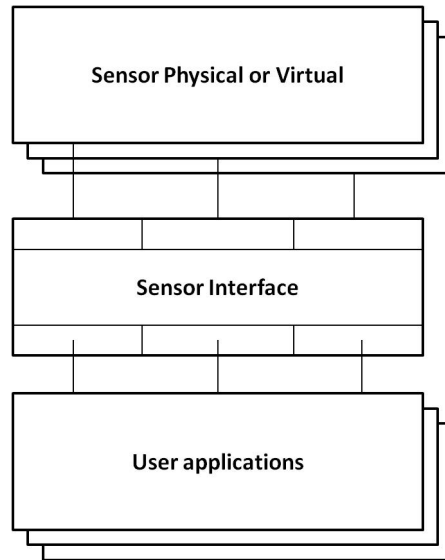 Sensor Physical or Virtual
Sensor Interface
User applications